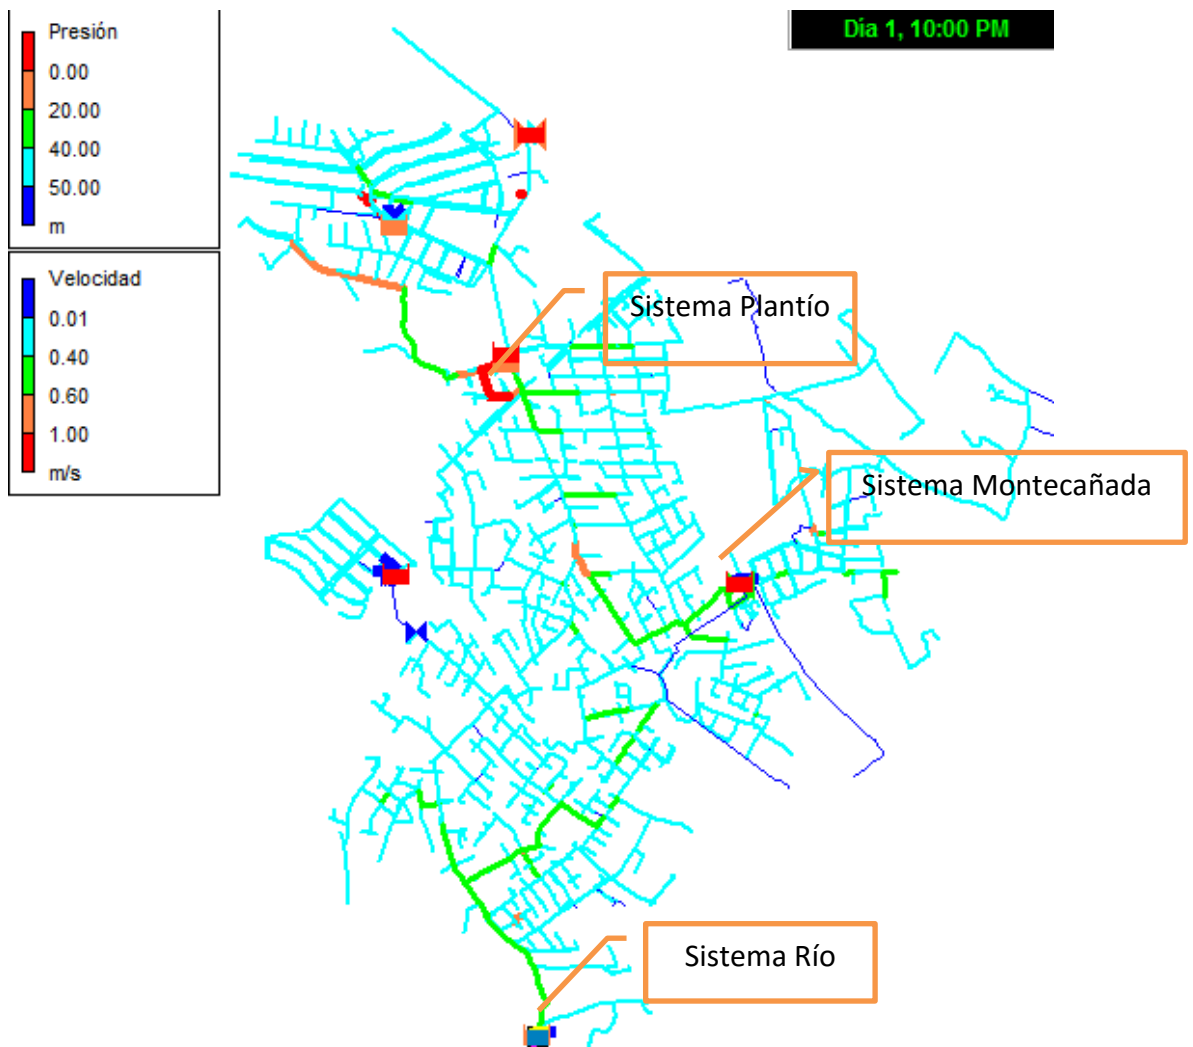 Presión
0.00
20.00
40.00
50.00
m
Velocidad
0.01
0.40
0.60
1.00
m/s
Día 1, 10:00 PM
Sistema Plantío
Sistema Montecañada
Sistema Río